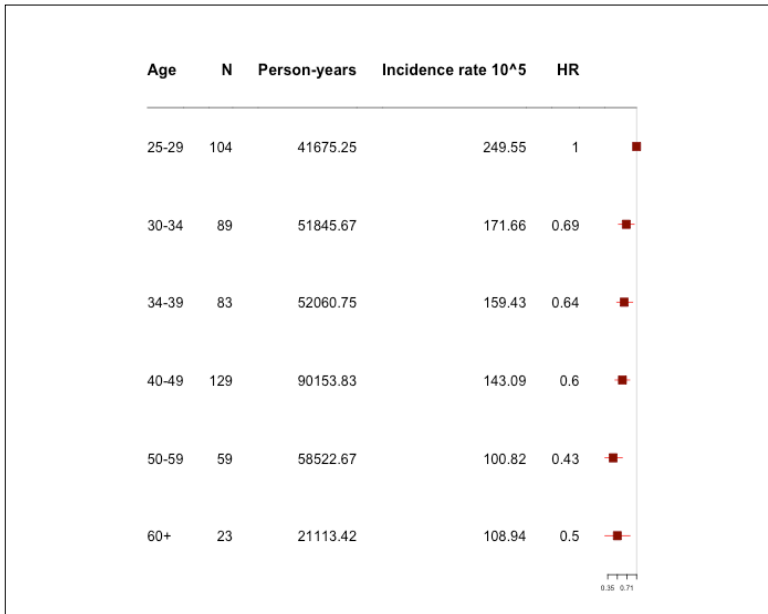 Age N Person-years Incidence rate 10^5 HR
25-29 104 41675.25 249.55 1
30-34 89 51845.67 171.66 0.69
34-39 83 52060.75 159.43 0.64
40-49 129 90153.83 143.09 0.6
50-59 59 58522.67 100.82 0.43
60+ 23 21113.42 108.94 0.5
0.35 0.71